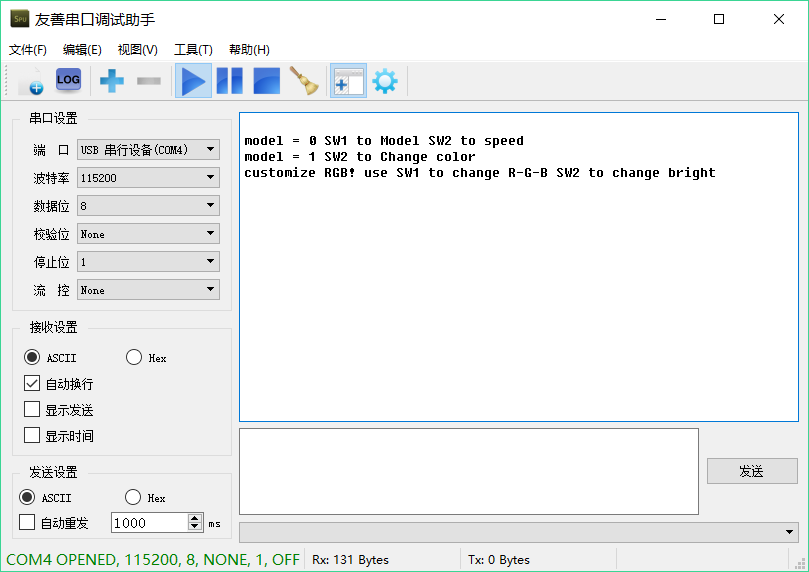 友善串口调试助手
文件(F) 编辑(E) 视图(V) 工具(T) 帮助(H)
LOG
串口设置
端 口 USB 串行设备(COM4)
波特率 115200
数据位 8
校验位 None
停止位 1
流 控 None
接收设置
ASCII Hex
自动换行
显示发送
显示时间
发送设置
ASCII Hex
自动重发 1000 ms
model = 0 SW1 to Model SW2 to speed
model = 1 SW2 to Change color
customize RGB! use SW1 to change R-G-B SW2 to change bright
发送
COM4 OPENED, 115200, 8, NONE, 1, OFF Rx: 131 Bytes Tx: 0 Bytes